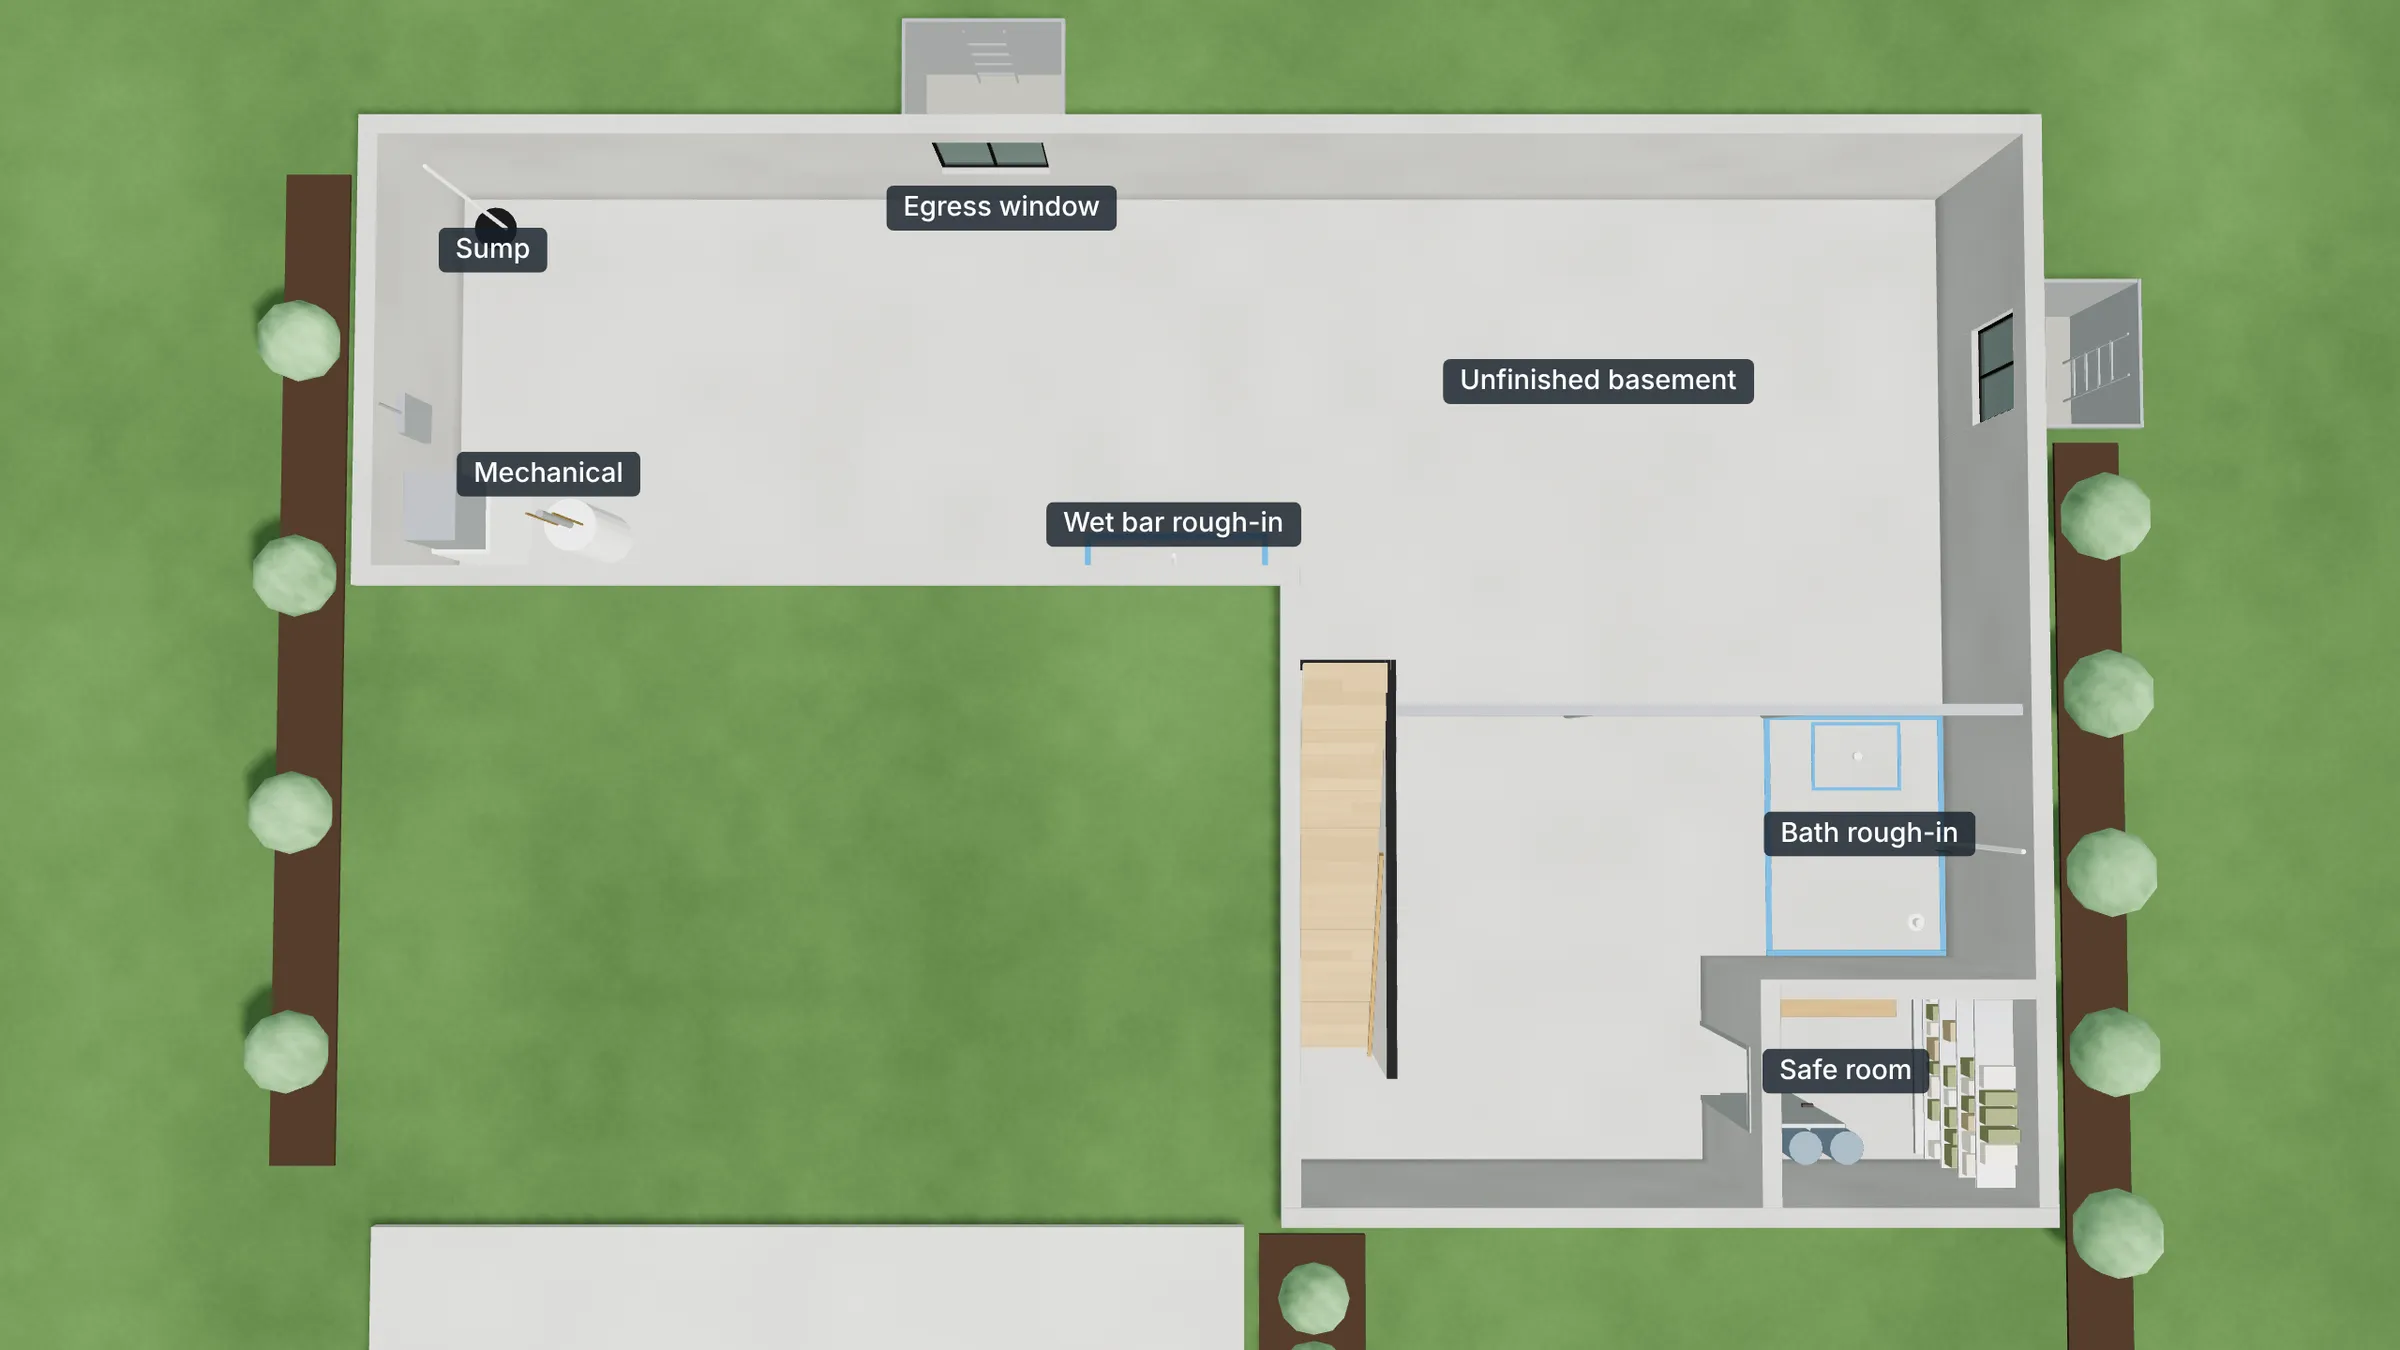 Egress window
Sump
Unfinished basement
Mechanical
Wet bar rough-in
Bath rough-in
Safe room